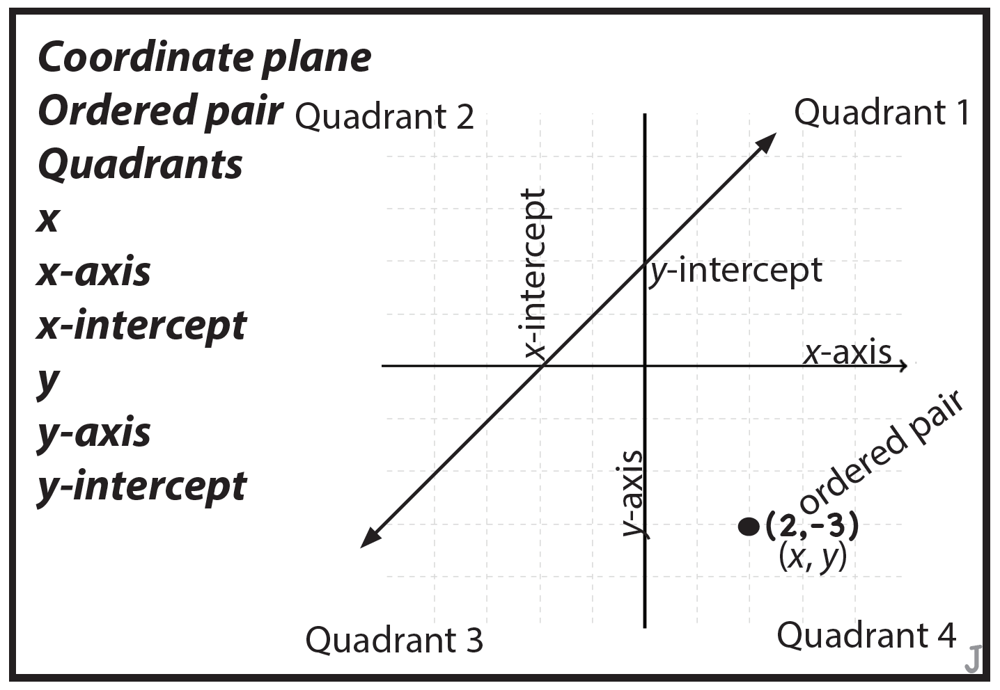 Coordinate plane
Ordered pair
Quadrants
x
x-axis
x-intercept
y
y-axis
y-intercept
Quadrant 2
Quadrant 1
x-intercept
y-intercept
x-axis
y-axis
ordered pair
(2,-3)
(x, y)
Quadrant 3
Quadrant 4
J